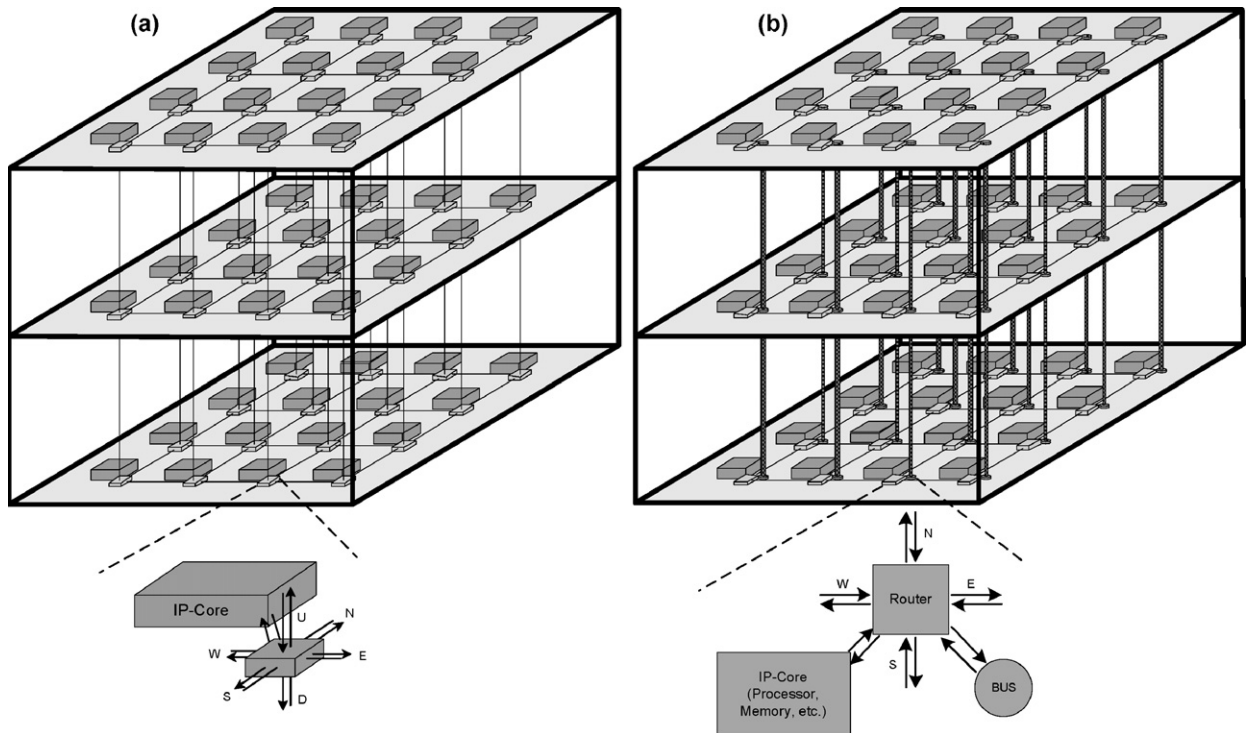 (a)
(b)
IP-Core
U
N
W
E
S
D
N
W
E
Router
S
IP-Core
(Processor,
Memory, etc.)
BUS